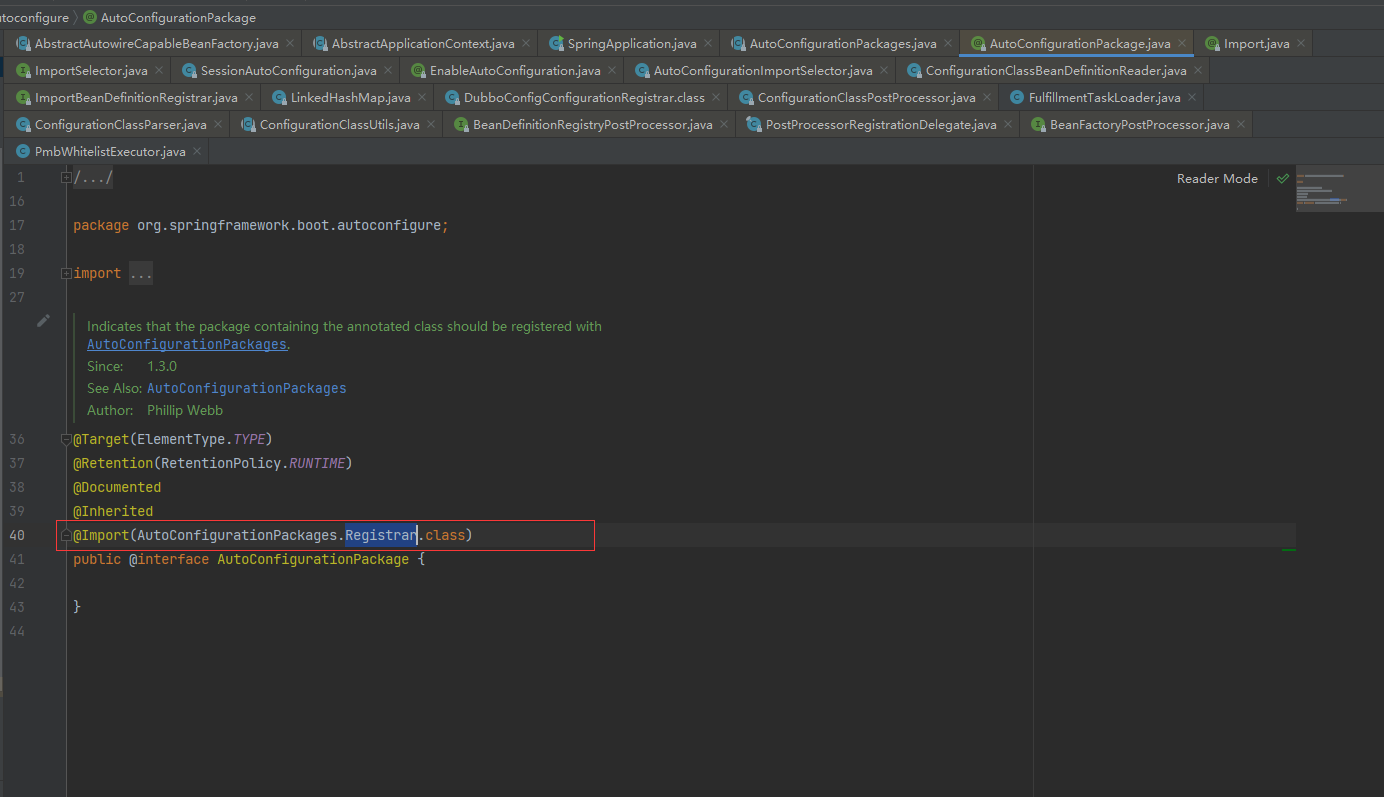 utoconfigure AutoConfigurationPackage
AbstractAutowireCapableBeanFactory.java AbstractApplicationContext.java SpringApplication.java AutoConfigurationPackages.java AutoConfigurationPackage.java Import.java
ImportSelector.java SessionAutoConfiguration.java EnableAutoConfiguration.java AutoConfigurationImportSelector.java ConfigurationClassBeanDefinitionReader.java
ImportBeanDefinitionRegistrar.java LinkedHashMap.java DubboConfigConfigurationRegistrar.class ConfigurationClassPostProcessor.java FulfillmentTaskLoader.java
ConfigurationClassParser.java ConfigurationClassUtils.java BeanDefinitionRegistryPostProcessor.java PostProcessorRegistrationDelegate.java BeanFactoryPostProcessor.java
PmbWhitelistExecutor.java
1 /.../ Reader Mode
16
17 package org.springframework.boot.autoconfigure;
18
19 import ...
27
Indicates that the package containing the annotated class should be registered with
AutoConfigurationPackages.
Since: 1.3.0
See Also: AutoConfigurationPackages
Author: Phillip Webb
36 @Target(ElementType.TYPE)
37 @Retention(RetentionPolicy.RUNTIME)
38 @Documented
39 @Inherited
40 @Import(AutoConfigurationPackages.Registrar.class)
41 public @interface AutoConfigurationPackage {
42
43 }
44